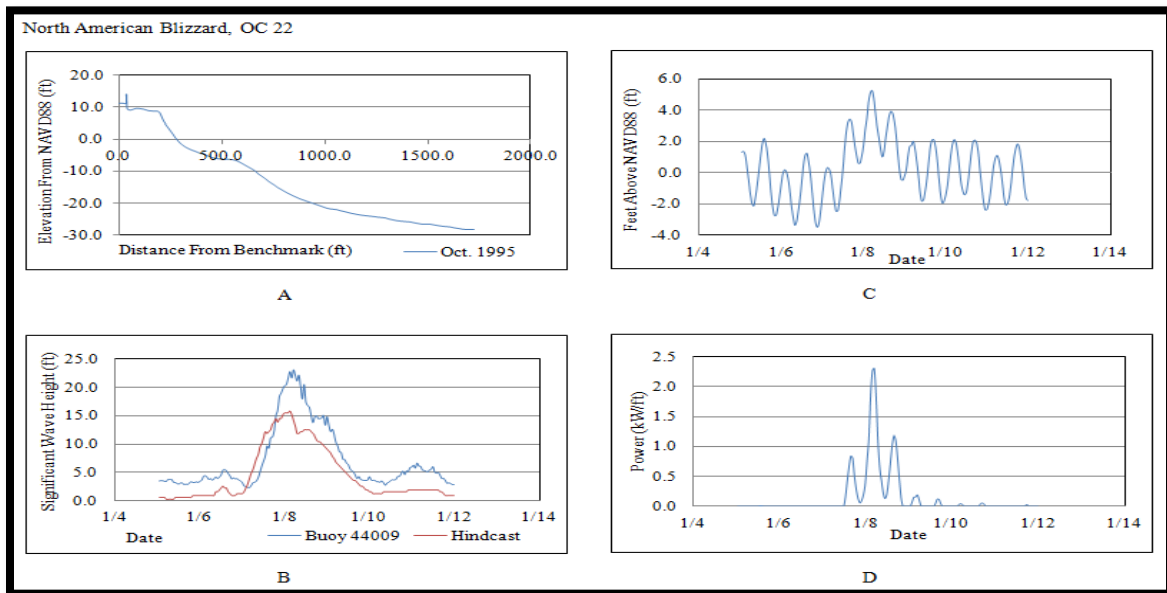 North American Blizzard, OC 22
Elevation From NAVD88 (ft)
20.0
10.0
0.0
-10.0
-20.0
-30.0
0.0 500.0 1000.0 1500.0 2000.0
Distance From Benchmark (ft)
Oct. 1995
A
Feet Above NAVD88 (ft)
6.0
4.0
2.0
0.0
-2.0
-4.0
1/4 1/6 1/8 1/10 1/12 1/14
Date
C
Significant Wave Height (ft)
25.0
20.0
15.0
10.0
5.0
0.0
1/4 1/6 1/8 1/10 1/12 1/14
Date
Buoy 44009 Hindcast
B
Power (kW/ft)
2.5
2.0
1.5
1.0
0.5
0.0
1/4 1/6 1/8 1/10 1/12 1/14
Date
D